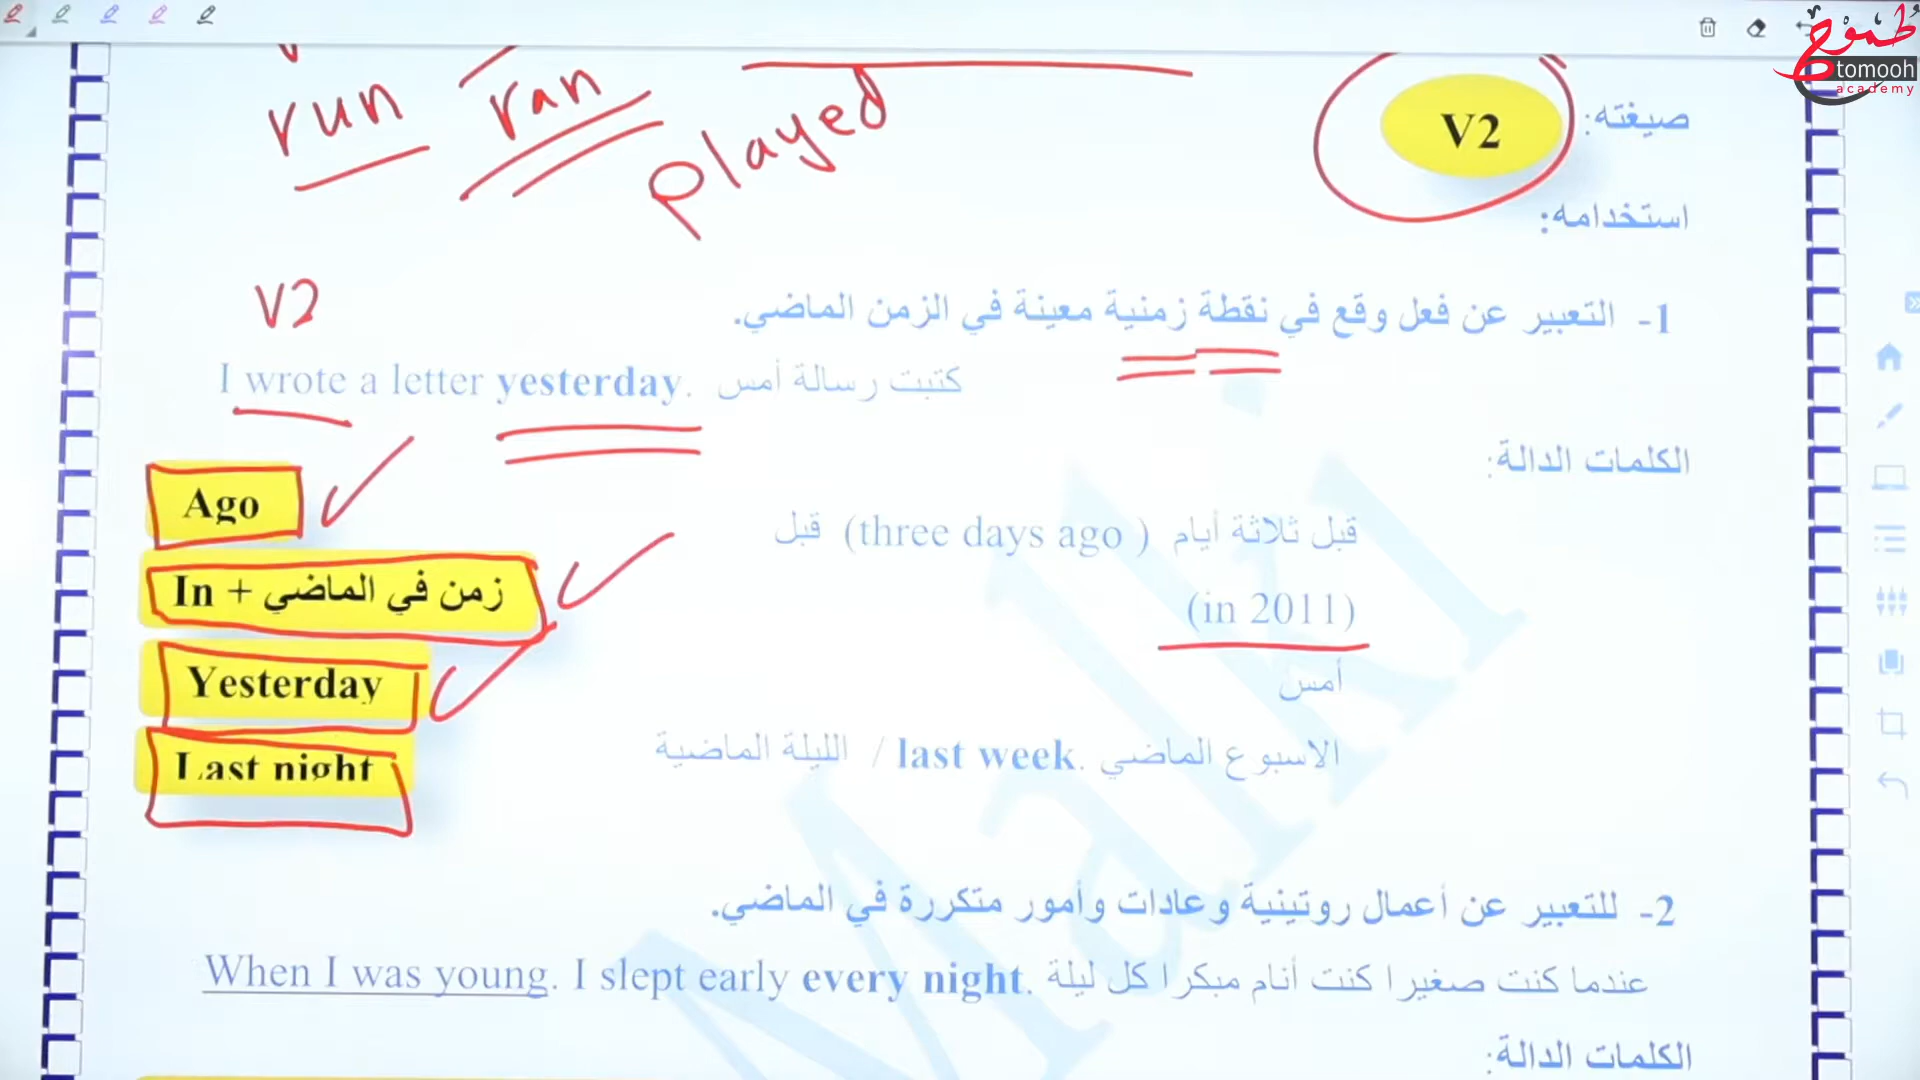 طموح
tomooh
academy
run ran played
صيغته: V2
استخدامه:
V2
1- التعبير عن فعل وقع في نقطة زمنية معينة في الزمن الماضي.
I wrote a letter yesterday. كتبت رسالة أمس
الكلمات الدالة:
Ago
قبل (three days ago ) قبل ثلاثة أيام
In + زمن في الماضي
(in 2011)
Yesterday
أمس
Last night
الاسبوع الماضي .last week / الليلة الماضية
2- للتعبير عن أعمال روتينية وعادات وأمور متكررة في الماضي.
When I was young. I slept early every night. عندما كنت صغيرا كنت أنام مبكرا كل ليلة
الكلمات الدالة:
Malki